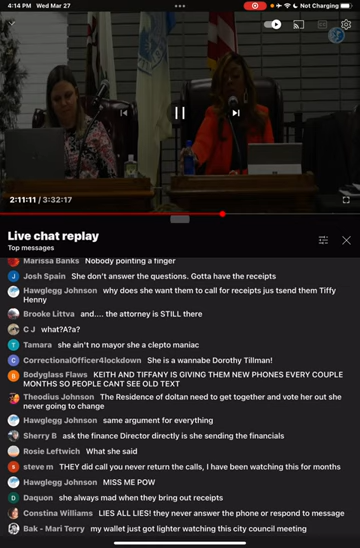 4:14 PM Wed Mar 27
Not Charging
2:11:11 / 3:32:17
Live chat replay
Top messages
Marissa Banks Nobody pointing a finger
J Josh Spain She don't answer the questions. Gotta have the receipts
Hawglegg Johnson why does she want them to call for receipts jus tsend them Tiffy
Henny
Brooke Littva and.... the attorney is STILL there
C J what?A?a?
T Tamara she ain't no mayor she a clepto maniac
C CorrectionalOfficer4lockdown She is a wannabe Dorothy Tillman!
B Bodyglass Flaws KEITH AND TIFFANY IS GIVING THEM NEW PHONES EVERY COUPLE
MONTHS SO PEOPLE CANT SEE OLD TEXT
Theodius Johnson The Residence of doltan need to get together and vote her out she
never going to change
Hawglegg Johnson same argument for everything
Sherry B ask the finance Director directly is she sending the financials
Rosie Leftwich What she said
s steve m THEY did call you never return the calls, I have been watching this for months
Hawglegg Johnson MISS ME POW
D Daquon she always mad when they bring out receipts
Constina Williams LIES ALL LIES! they never answer the phone or respond to message
Bak - Mari Terry my wallet just got lighter watching this city council meeting